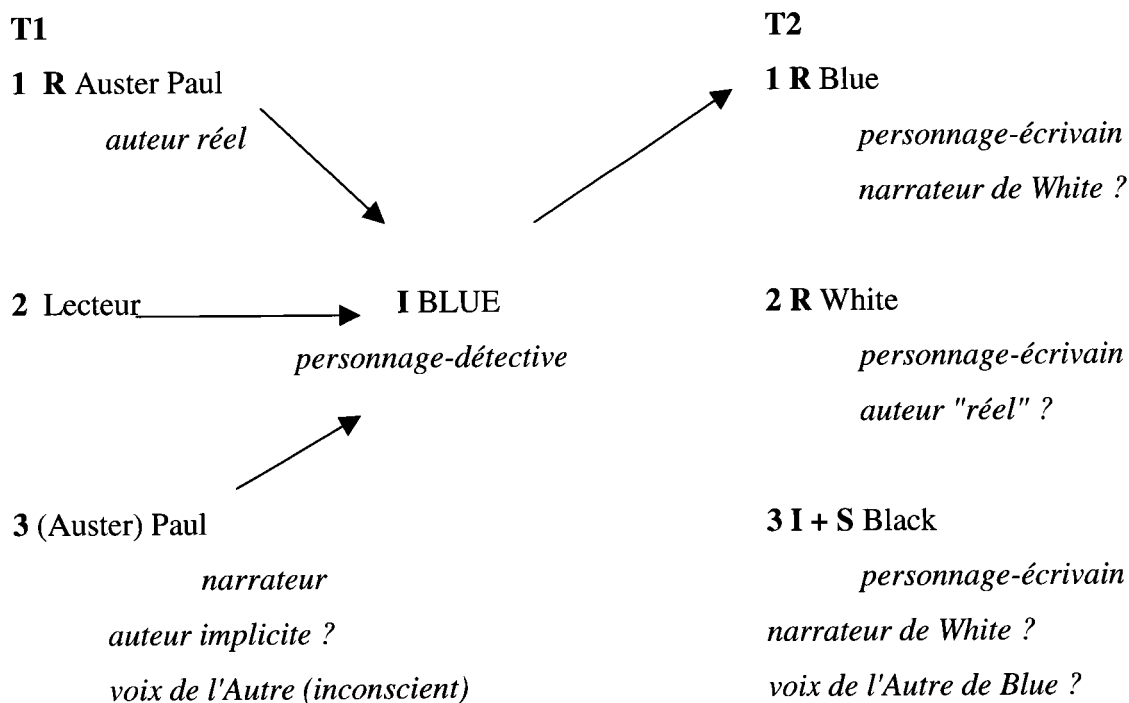 T1
1 R Auster Paul
auteur réel
2 Lecteur
I BLUE
personnage-détective
3 (Auster) Paul
narrateur
auteur implicite ?
voix de l'Autre (inconscient)
T2
1 R Blue
personnage-écrivain
narrateur de White ?
2 R White
personnage-écrivain
auteur "réel" ?
3 I + S Black
personnage-écrivain
narrateur de White ?
voix de l'Autre de Blue ?